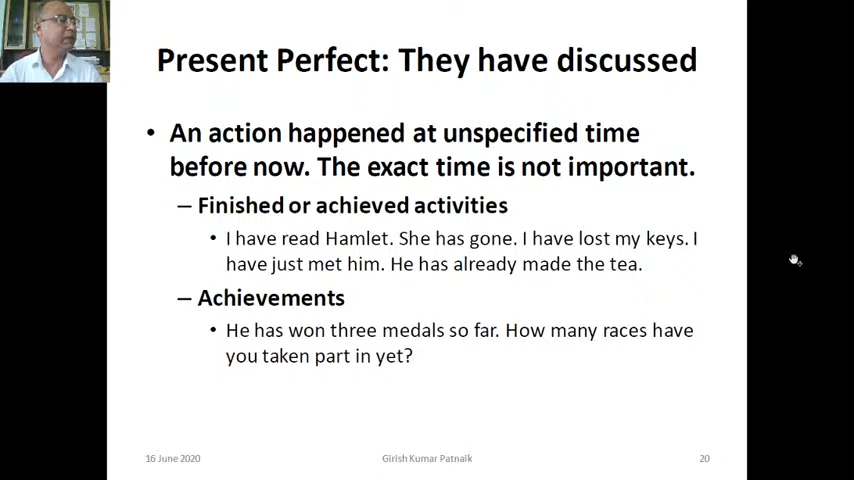 Present Perfect: They have discussed
• An action happened at unspecified time
before now. The exact time is not important.
– Finished or achieved activities
• I have read Hamlet. She has gone. I have lost my keys. I
have just met him. He has already made the tea.
– Achievements
• He has won three medals so far. How many races have
you taken part in yet?
16 June 2020 Girish Kumar Patnaik 20